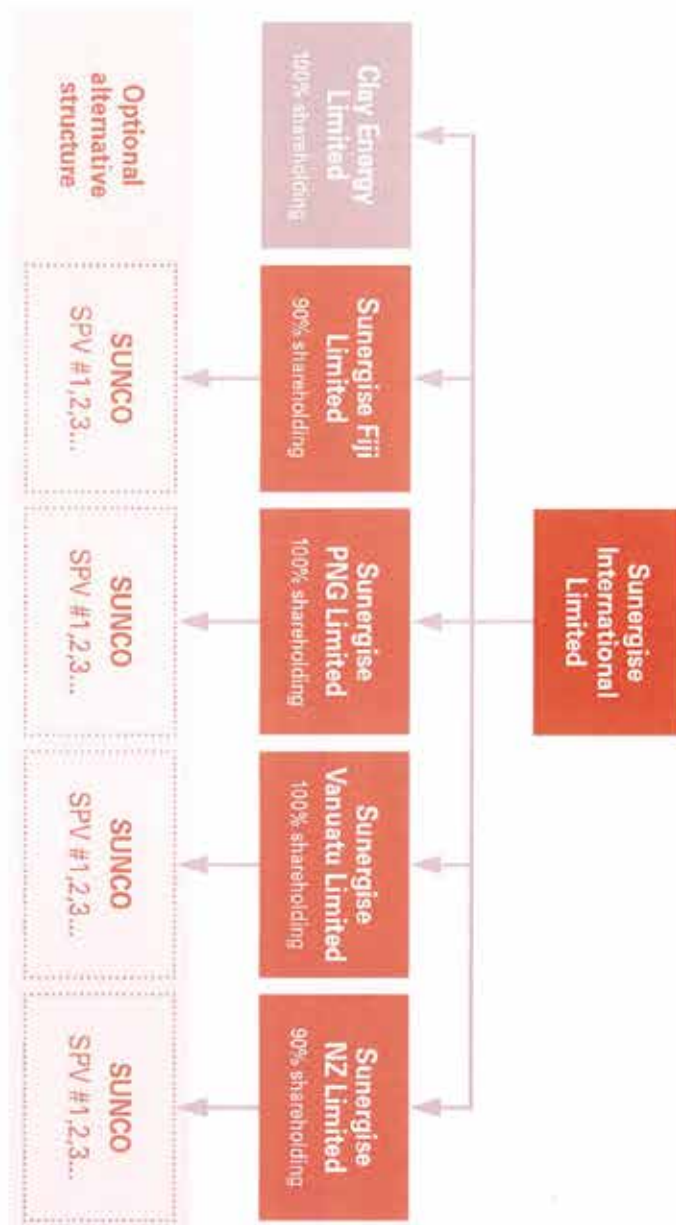 Sunergise
International
Limited
Clay Energy
Limited
100% shareholding
Sunergise Fiji
Limited
90% shareholding
Sunergise
PNG Limited
100% shareholding
Sunergise
Vanuatu Limited
100% shareholding
Sunergise
NZ Limited
90% shareholding
Optional
alternative
structure
SUNCO
SPV #1,2,3...
SUNCO
SPV #1,2,3...
SUNCO
SPV #1,2,3...
SUNCO
SPV #1,2,3...